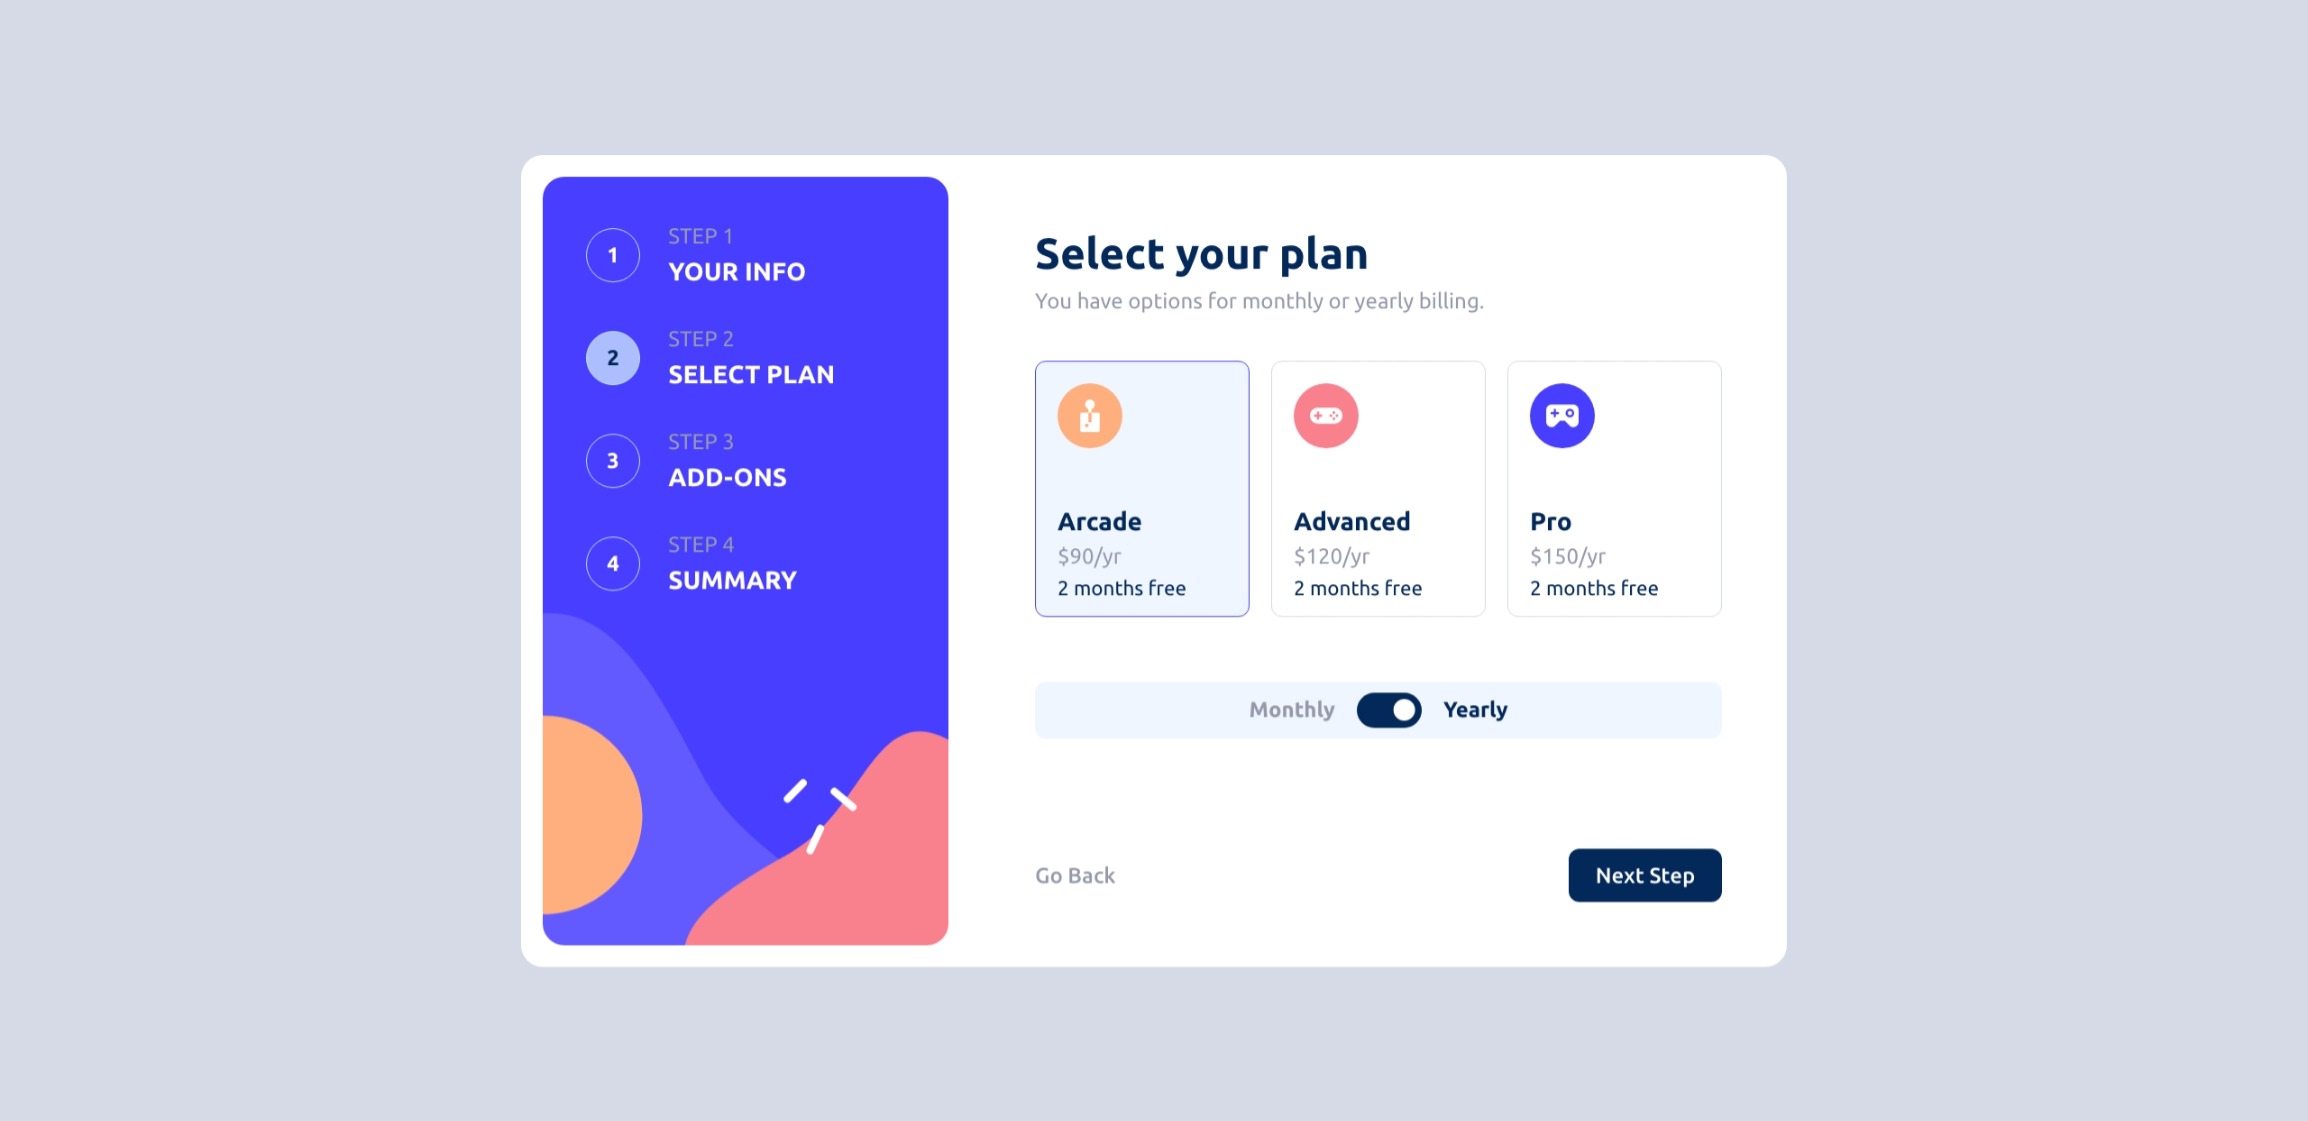 1
STEP 1
YOUR INFO
2
STEP 2
SELECT PLAN
3
STEP 3
ADD-ONS
4
STEP 4
SUMMARY
Select your plan
You have options for monthly or yearly billing.
Arcade
$90/yr
2 months free
Advanced
$120/yr
2 months free
Pro
$150/yr
2 months free
Monthly Yearly
Go Back
Next Step